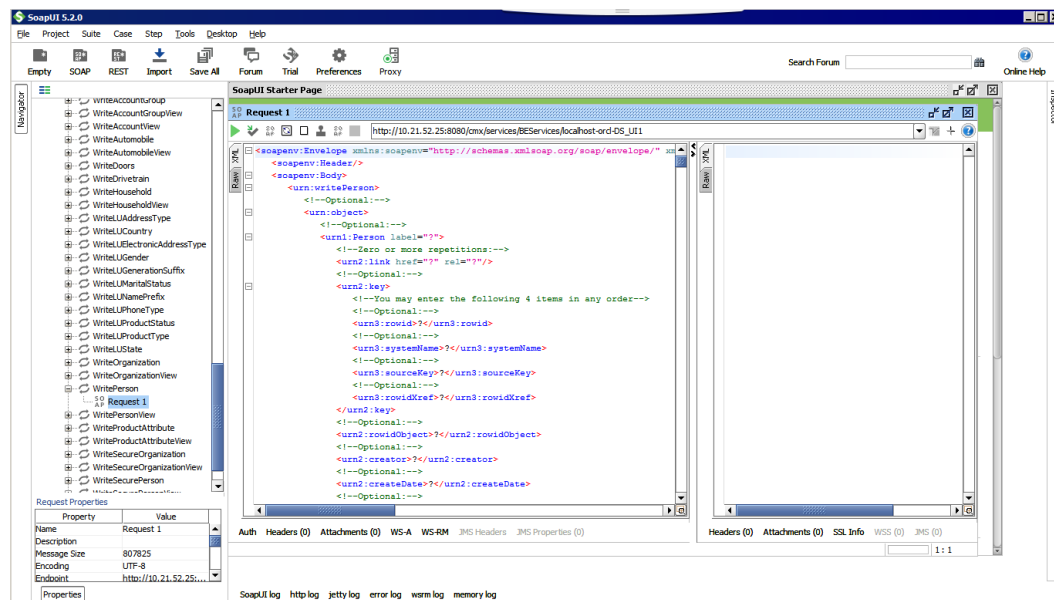 SoapUI 5.2.0
File Project Suite Case Step Tools Desktop Help
Empty SOAP REST Import Save All Forum Trial Preferences Proxy Search Forum Online Help
Navigator
WriteAccountGroup
WriteAccountGroupView
WriteAccountView
WriteAutomobile
WriteAutomobileView
WriteDoors
WriteDrivetrain
WriteHousehold
WriteHouseholdView
WriteLUAddressType
WriteLUCountry
WriteLUElectronicAddressType
WriteLUGender
WriteLUGenerationSuffix
WriteLUMaritalStatus
WriteLUNamePrefix
WriteLUPhoneType
WriteLUProductStatus
WriteLUProductType
WriteLUState
WriteOrganization
WriteOrganizationView
WritePerson
SOAP Request 1
WritePersonView
WriteProductAttribute
WriteProductAttributeView
WriteSecureOrganization
WriteSecureOrganizationView
WriteSecurePerson
WriteSecurePersonView
Request Properties
Property Value
Name Request 1
Description
Message Size 807825
Encoding UTF-8
Endpoint http://10.21.52.25:...
Properties
SoapUI Starter Page
SOAP Request 1
http://10.21.52.25:8080/cmx/services/BEServices/localhost-orcl-DS_UI1
XML
Raw
<soapenv:Envelope xmlns:soapenv="http://schemas.xmlsoap.org/soap/envelope/" xm
<soapenv:Header/>
<soapenv:Body>
<urn:writePerson>
<!--Optional:-->
<urn:object>
<!--Optional:-->
<urn1:Person label="?">
<!--Zero or more repetitions:-->
<urn2:link href="?" rel="?"/>
<!--Optional:-->
<urn2:key>
<!--You may enter the following 4 items in any order-->
<!--Optional:-->
<urn3:rowid>?</urn3:rowid>
<!--Optional:-->
<urn3:systemName>?</urn3:systemName>
<!--Optional:-->
<urn3:sourceKey>?</urn3:sourceKey>
<!--Optional:-->
<urn3:rowidXref>?</urn3:rowidXref>
</urn2:key>
<!--Optional:-->
<urn2:rowidObject>?</urn2:rowidObject>
<!--Optional:-->
<urn2:creator>?</urn2:creator>
<!--Optional:-->
<urn2:createDate>?</urn2:createDate>
<!--Optional:-->
XML
Raw
Auth Headers (0) Attachments (0) WS-A WS-RM JMS Headers JMS Properties (0)
Headers (0) Attachments (0) SSL Info WSS (0) JMS (0)
1:1
SoapUI log http log jetty log error log wsrm log memory log